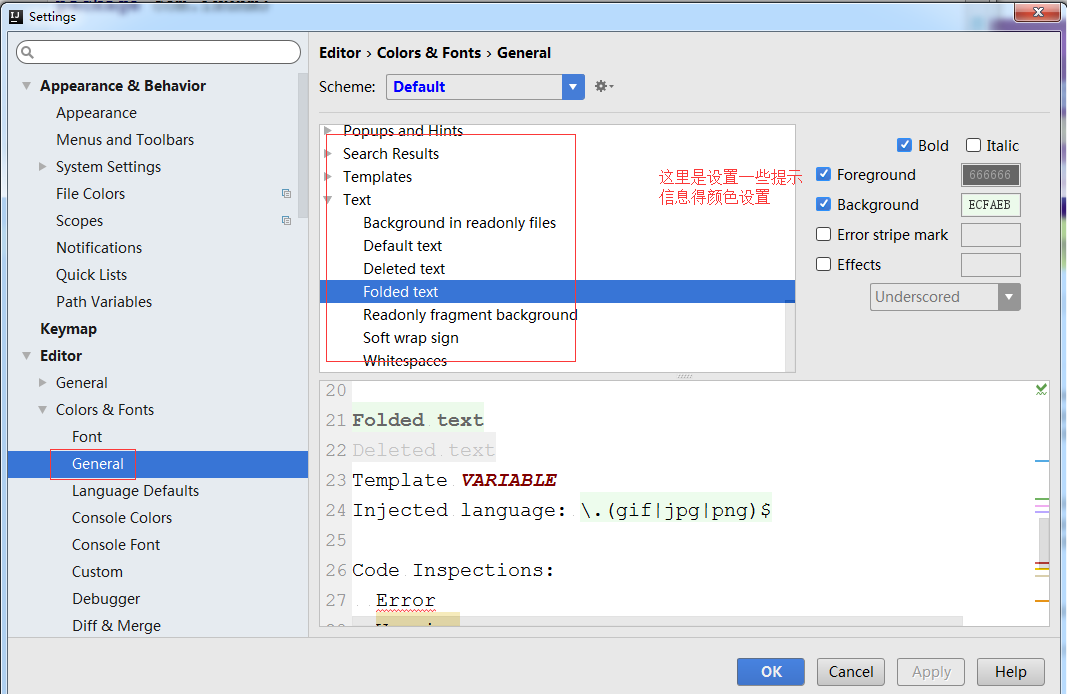 Settings
Editor › Colors & Fonts › General
Scheme: Default
Appearance & Behavior
Appearance
Menus and Toolbars
System Settings
File Colors
Scopes
Notifications
Quick Lists
Path Variables
Keymap
Editor
General
Colors & Fonts
Font
General
Language Defaults
Console Colors
Console Font
Custom
Debugger
Diff & Merge
Popups and Hints
Search Results
Templates
Text
Background in readonly files
Default text
Deleted text
Folded text
Readonly fragment background
Soft wrap sign
Whitespaces
这里是设置一些提示
信息得颜色设置
Bold Italic
Foreground 666666
Background ECFAEB
Error stripe mark
Effects
Underscored
20
21 Folded text
22 Deleted text
23 Template VARIABLE
24 Injected language: \.(gif|jpg|png)$
25
26 Code Inspections:
27 Error
OK Cancel Apply Help